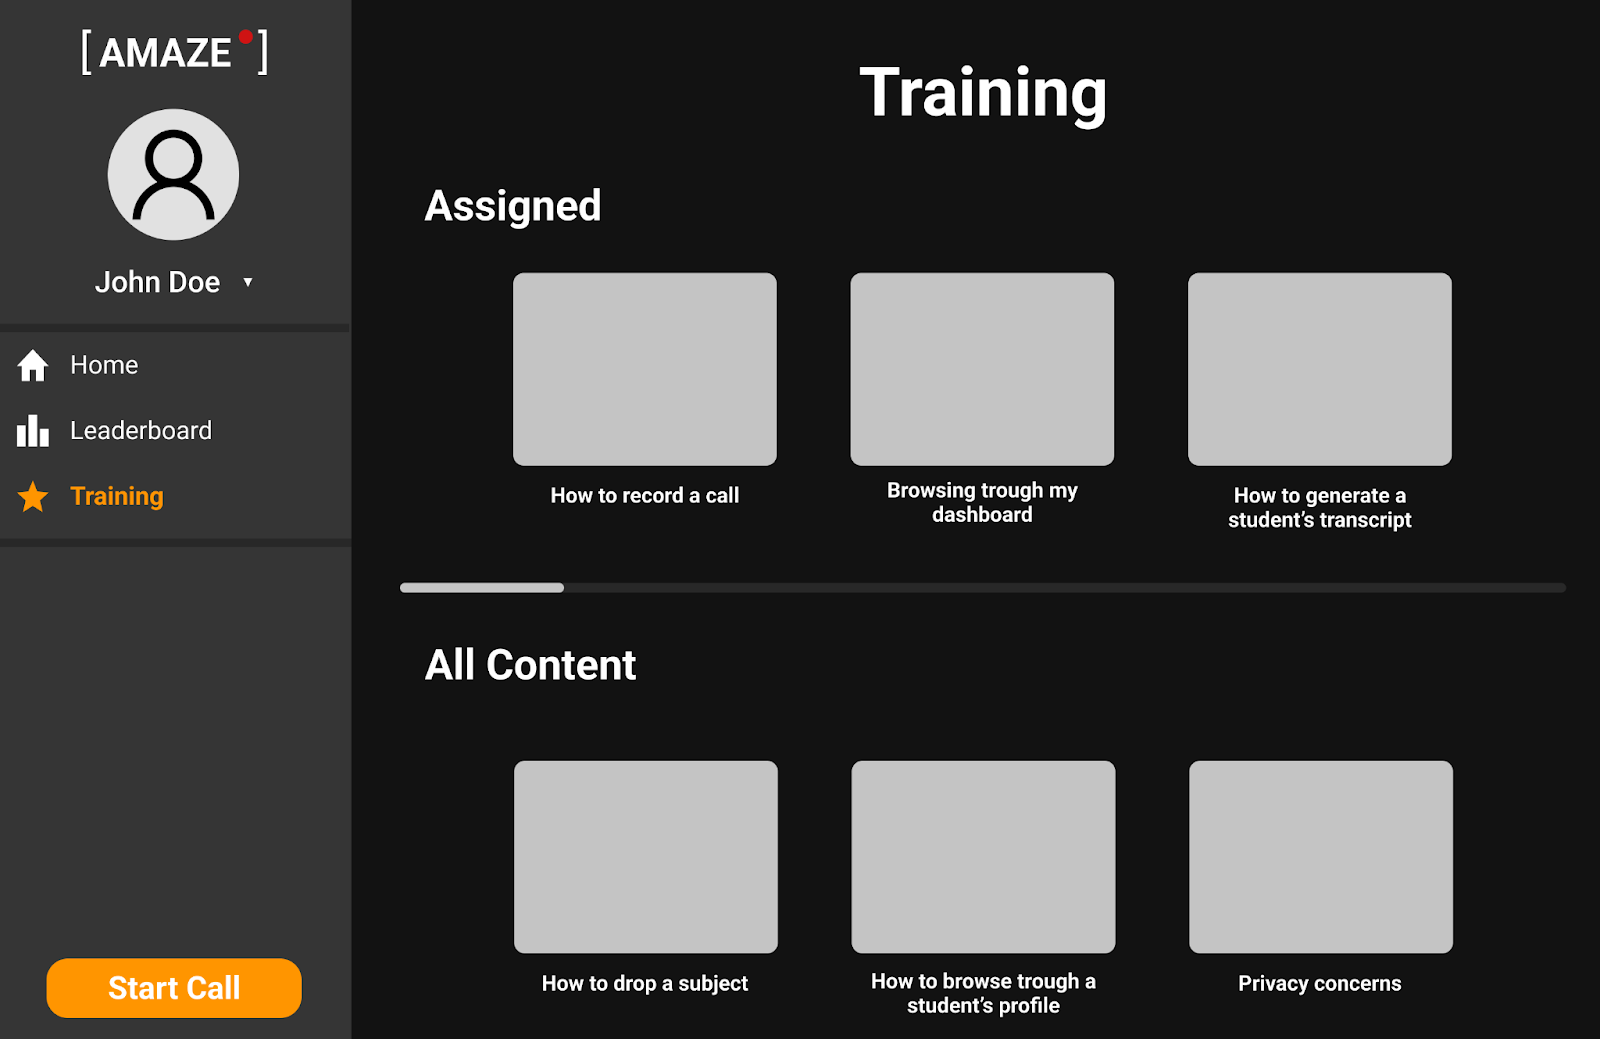 [ AMAZE ]
John Doe
Home
Leaderboard
Training
Start Call
Training
Assigned
How to record a call
Browsing trough my
dashboard
How to generate a
student’s transcript
All Content
How to drop a subject
How to browse trough a
student’s profile
Privacy concerns